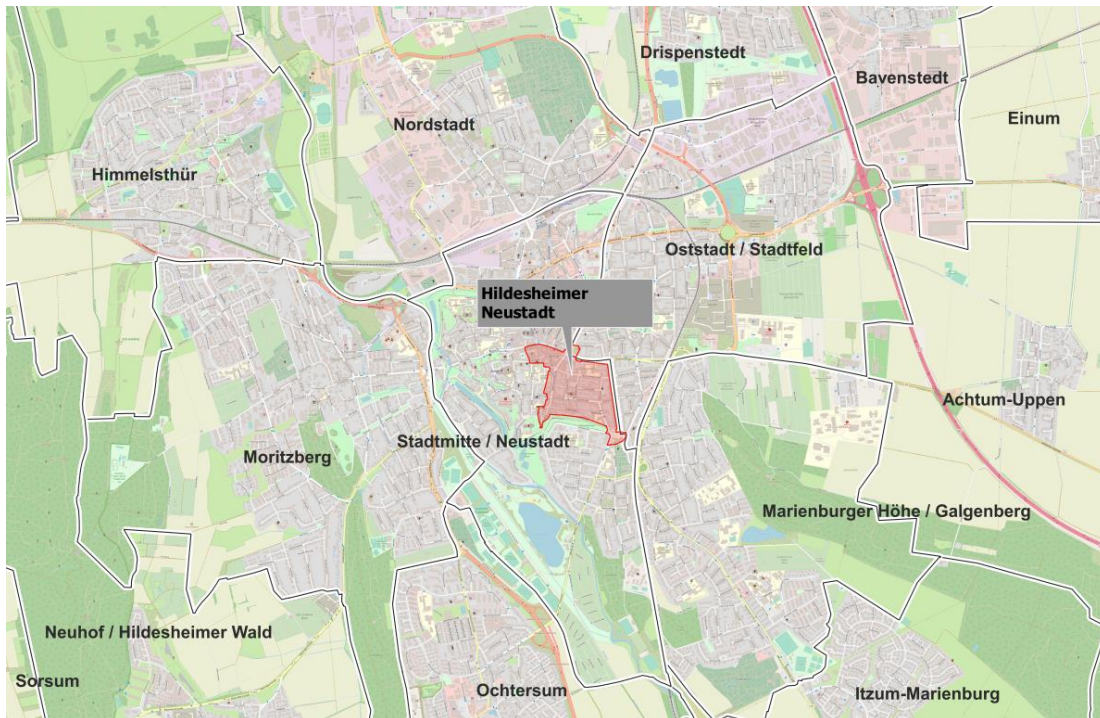 Drispenstedt
Bavenstedt
Einum
Nordstadt
Himmelsthür
Oststadt / Stadtfeld
Hildesheimer
Neustadt
Achtum-Uppen
Stadtmitte / Neustadt
Moritzberg
Marienburger Höhe / Galgenberg
Neuhof / Hildesheimer Wald
Sorsum
Ochtersum
Itzum-Marienburg